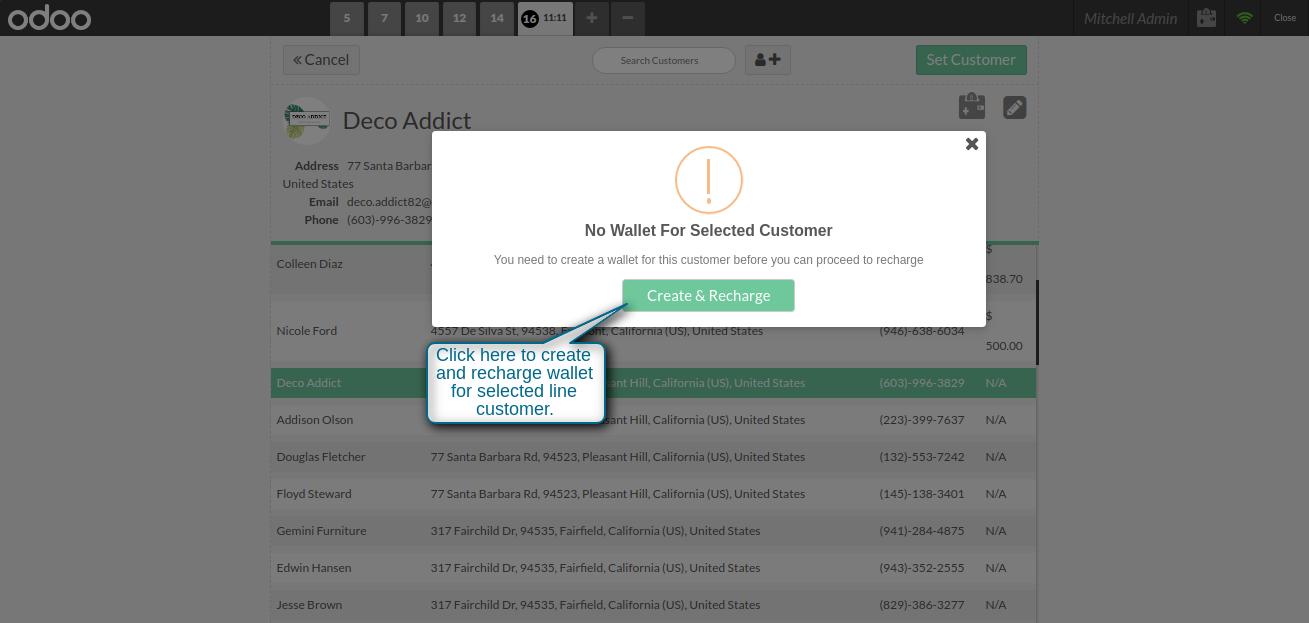 odoo 5 7 10 12 14 16 11:11 Mitchell Admin Close
Cancel Search Customers Set Customer
DECO ADDICT Deco Addict
Address 77 Santa Barbar
United States
Email deco.addict82@
Phone (603)-996-3829
No Wallet For Selected Customer
You need to create a wallet for this customer before you can proceed to recharge
Create & Recharge
Click here to create
and recharge wallet
for selected line
customer.
Colleen Diaz $
838.70
Nicole Ford 4557 De Silva St, 94538, California (US), United States (946)-638-6034 $
500.00
Deco Addict Hill, California (US), United States (603)-996-3829 N/A
Addison Olson Hill, California (US), United States (223)-399-7637 N/A
Douglas Fletcher 77 Santa Barbara Rd, 94523, Pleasant Hill, California (US), United States (132)-553-7242 N/A
Floyd Steward 77 Santa Barbara Rd, 94523, Pleasant Hill, California (US), United States (145)-138-3401 N/A
Gemini Furniture 317 Fairchild Dr, 94535, Fairfield, California (US), United States (941)-284-4875 N/A
Edwin Hansen 317 Fairchild Dr, 94535, Fairfield, California (US), United States (943)-352-2555 N/A
Jesse Brown 317 Fairchild Dr, 94535, Fairfield, California (US), United States (829)-386-3277 N/A